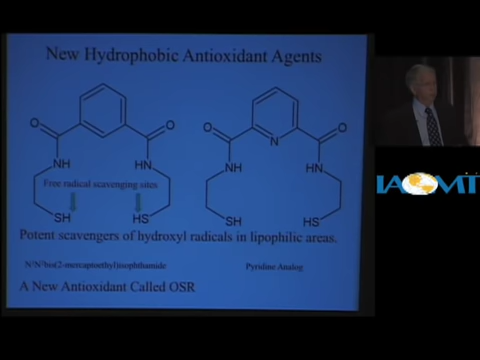 New Hydrophobic Antioxidant Agents
O O O O
N
NH HN NH HN
Free radical scavenging sites
SH HS SH HS
Potent scavengers of hydroxyl radicals in lipophilic areas.
N¹N³bis(2-mercaptoethyl)isophthamide Pyridine Analog
A New Antioxidant Called OSR
IAOMT